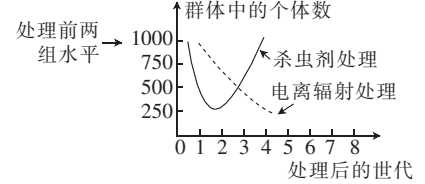 群体中的个体数
处理前两
组水平
1000
750
500
250
杀虫剂处理
电离辐射处理
0 1 2 3 4 5 6 7 8
处理后的世代